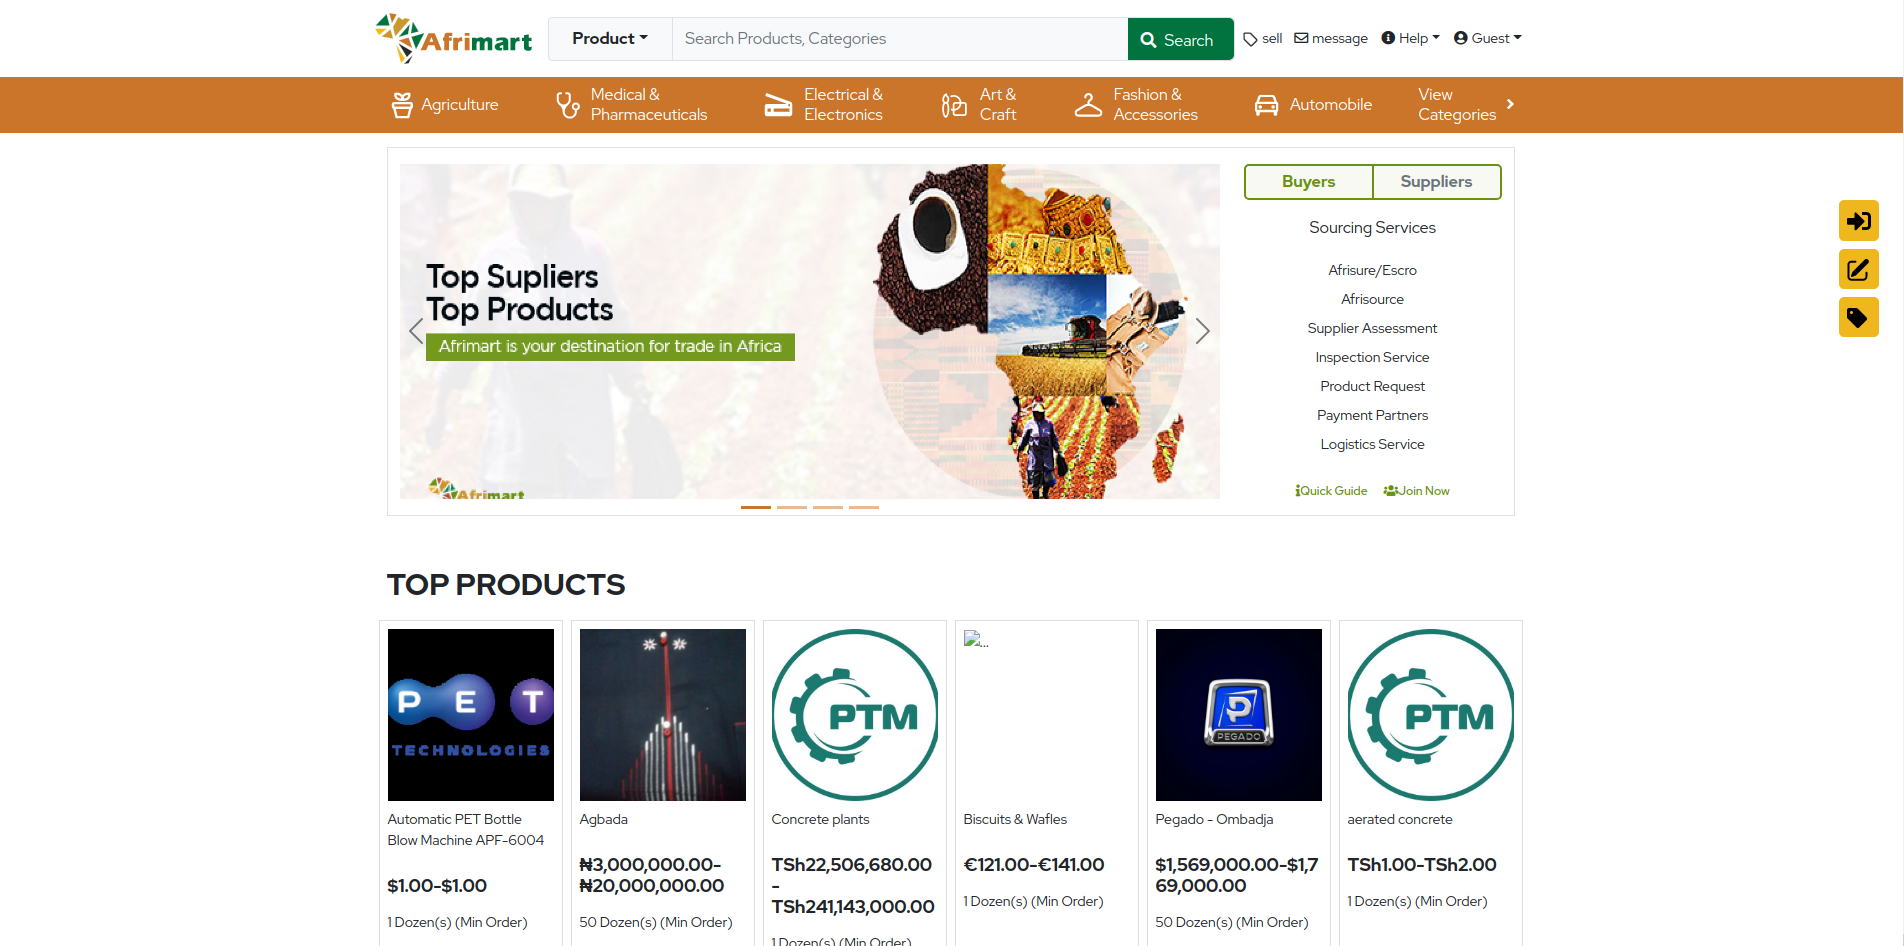 Afrimart
Product
Search Products, Categories
Search
sell
message
Help
Guest
Agriculture
Medical &
Pharmaceuticals
Electrical &
Electronics
Art &
Craft
Fashion &
Accessories
Automobile
View
Categories
Top Supliers
Top Products
Afrimart is your destination for trade in Africa
Afrimart
Buyers
Suppliers
Sourcing Services
Afrisure/Escro
Afrisource
Supplier Assessment
Inspection Service
Product Request
Payment Partners
Logistics Service
Quick Guide
Join Now
TOP PRODUCTS
PET
TECHNOLOGIES
Automatic PET Bottle
Blow Machine APF-6004
$1.00-$1.00
1 Dozen(s) (Min Order)
Agbada
₦3,000,000.00-
₦20,000,000.00
50 Dozen(s) (Min Order)
PTM
Concrete plants
TSh22,506,680.00
-
TSh241,143,000.00
1 Dozen(s) (Min Order)
...
Biscuits & Wafles
€121.00-€141.00
1 Dozen(s) (Min Order)
PEGADO
Pegado - Ombadja
$1,569,000.00-$1,7
69,000.00
50 Dozen(s) (Min Order)
PTM
aerated concrete
TSh1.00-TSh2.00
1 Dozen(s) (Min Order)